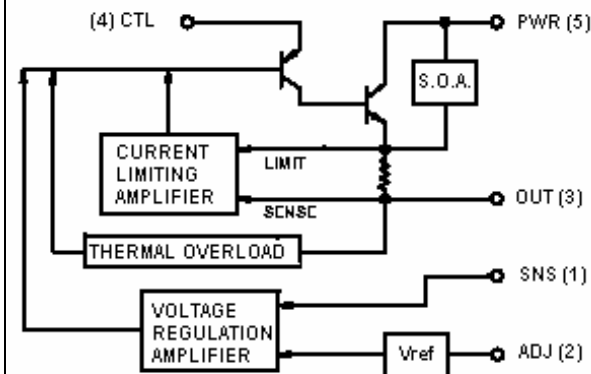 (4) CTL
PWR (5)
S.O.A.
CURRENT
LIMITING
AMPLIFIER
LIMIT
SENSE
OUT (3)
THERMAL OVERLOAD
SNS (1)
VOLTAGE
REGULATION
AMPLIFIER
Vref
ADJ (2)